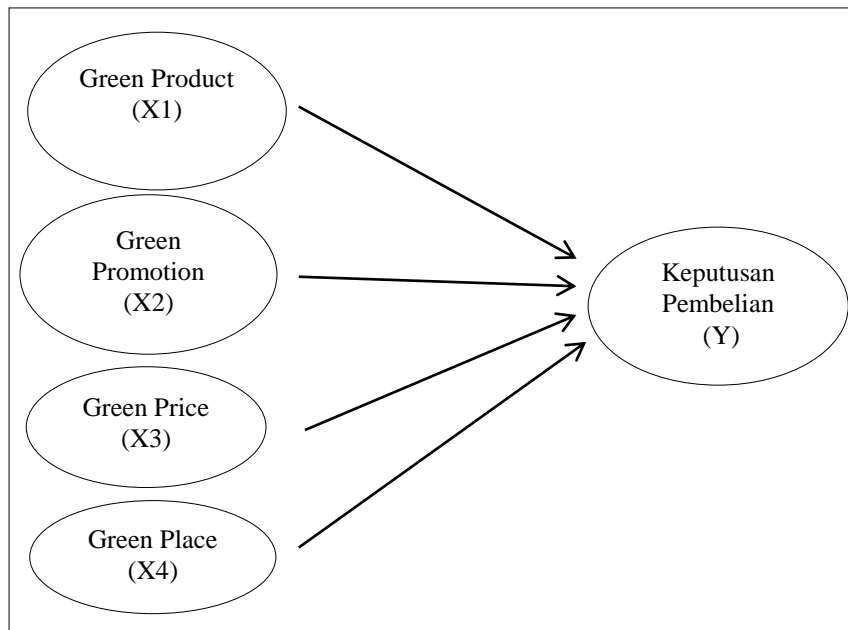 Green Product
(X1)
Green
Promotion
(X2)
Green Price
(X3)
Green Place
(X4)
Keputusan
Pembelian
(Y)